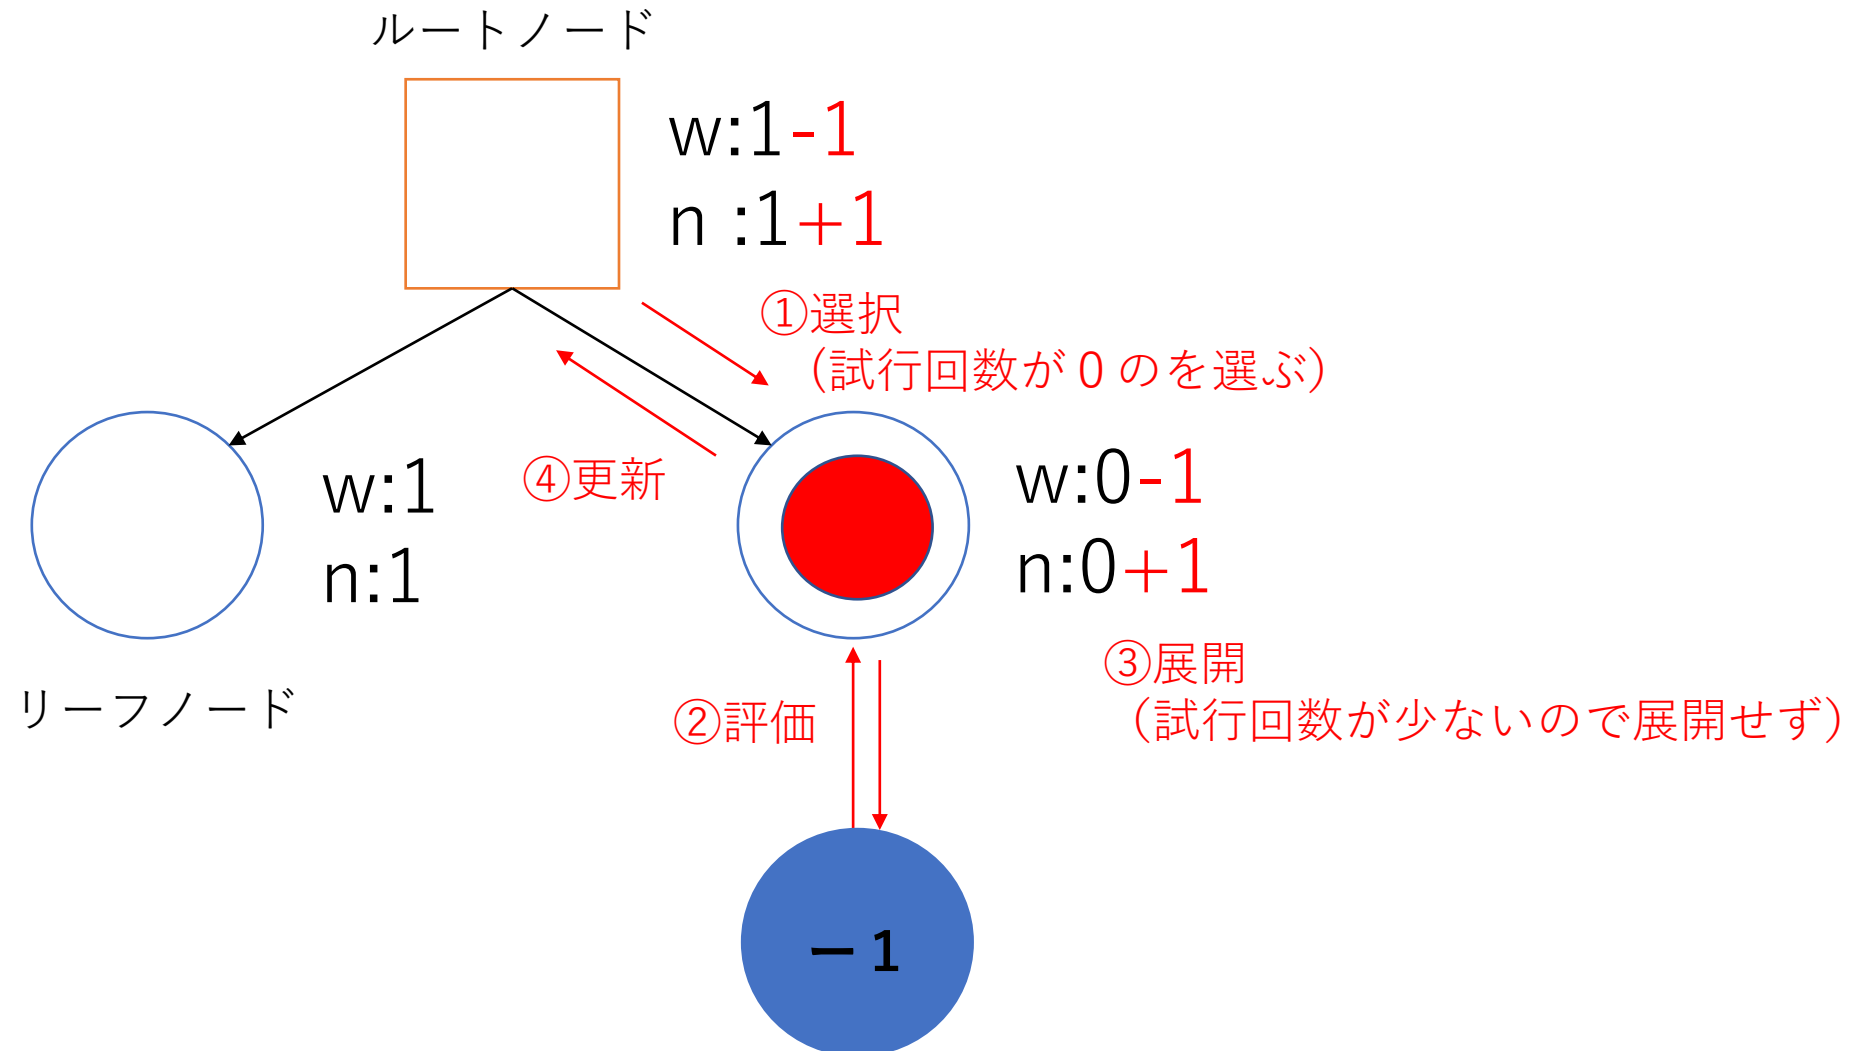 ルートノード
w:1-1
n :1+1
①選択
（試行回数が０のを選ぶ）
④更新
w:1
n:1
w:0-1
n:0+1
リーフノード
②評価
③展開
（試行回数が少ないので展開せず）
－1